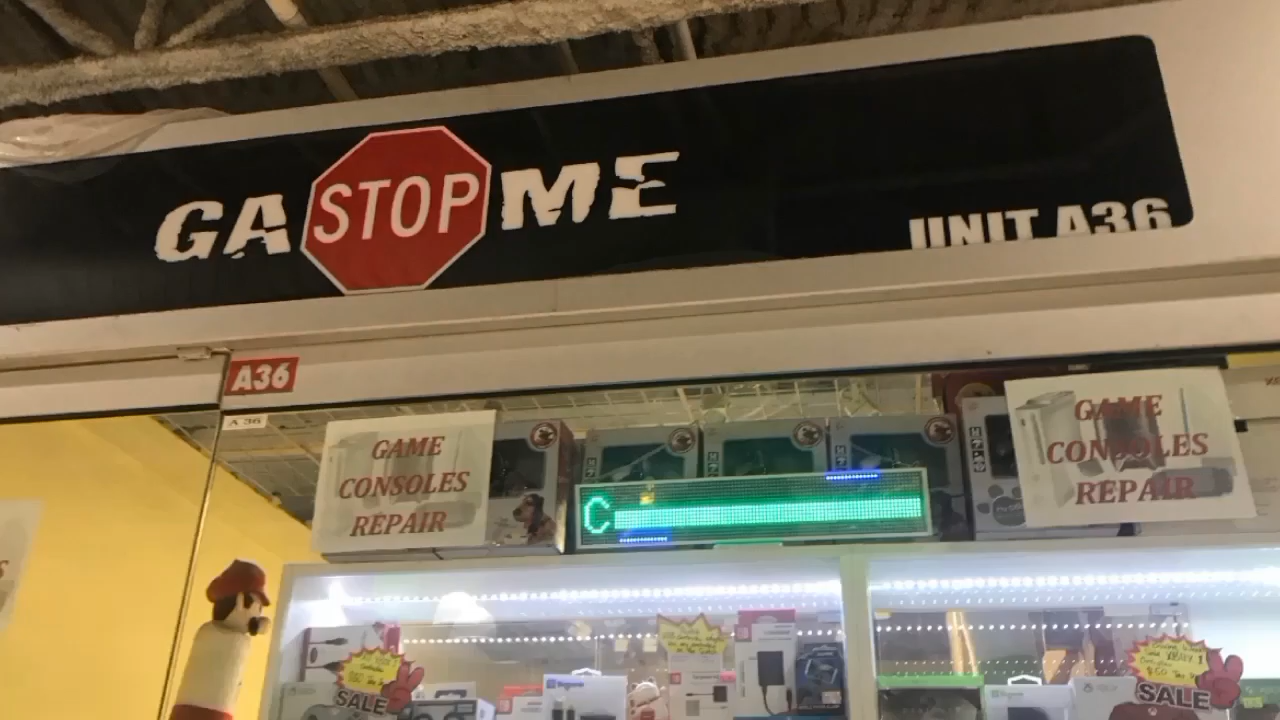 GA STOP ME
UNIT A36
A36
A 36
GAME
CONSOLES
REPAIR
GAME
CONSOLES
REPAIR
C
SALE
SALE